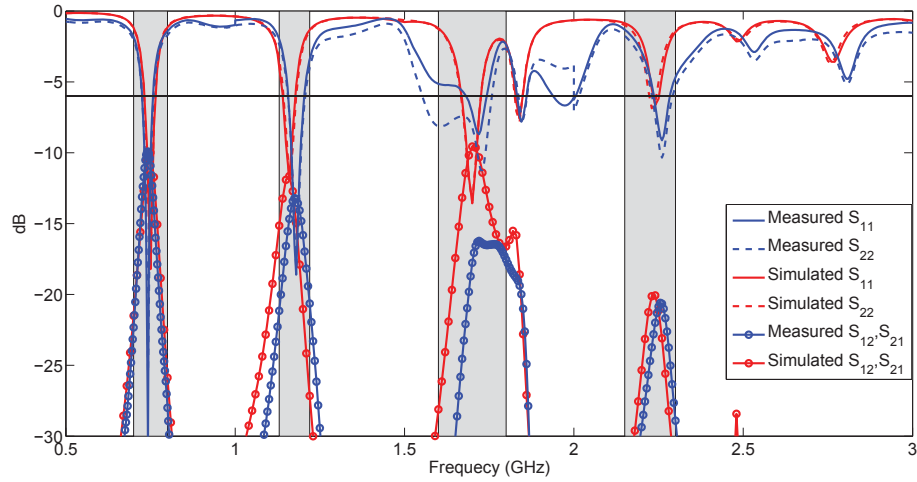 0
−5
−10
−15
−20
−25
−30
dB
0.5
1
1.5
2
2.5
3
Frequecy (GHz)
Measured S11
Measured S22
Simulated S11
Simulated S22
Measured S12,S21
Simulated S12,S21